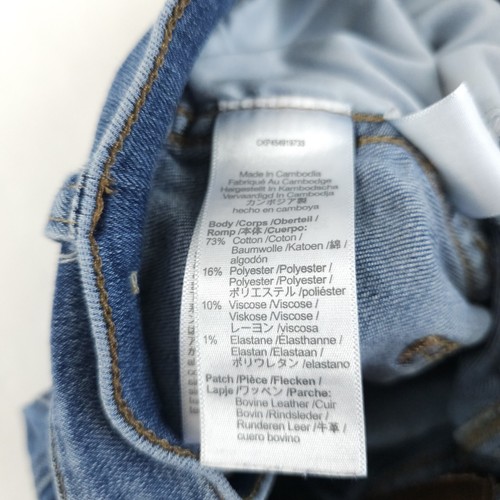 CKP454919735
Made In Cambodia
Fabriqué Au Cambodge
Hergestellt In Kambodscha
Vervaardigd In Cambodja
カンボジア製
hecho en camboya
Body /Corps /Oberteil /
Romp /本体 /Cuerpo:
73% Cotton /Coton /
Baumwolle /Katoen /綿 /
algodón
16% Polyester /Polyester /
Polyester /Polyester /
ポリエステル /poliéster
10% Viscose /Viscose /
Viskose /Viscose /
レーヨン /viscosa
1% Elastane /Elasthanne /
Elastan /Elastaan /
ポリウレタン /elastano
Patch /Pièce /Flecken /
Lapje /ワッペン /Parche:
Bovine Leather /Cuir
Bovin /Rindsleder /
Runderen Leer /牛革 /
cuero bovino